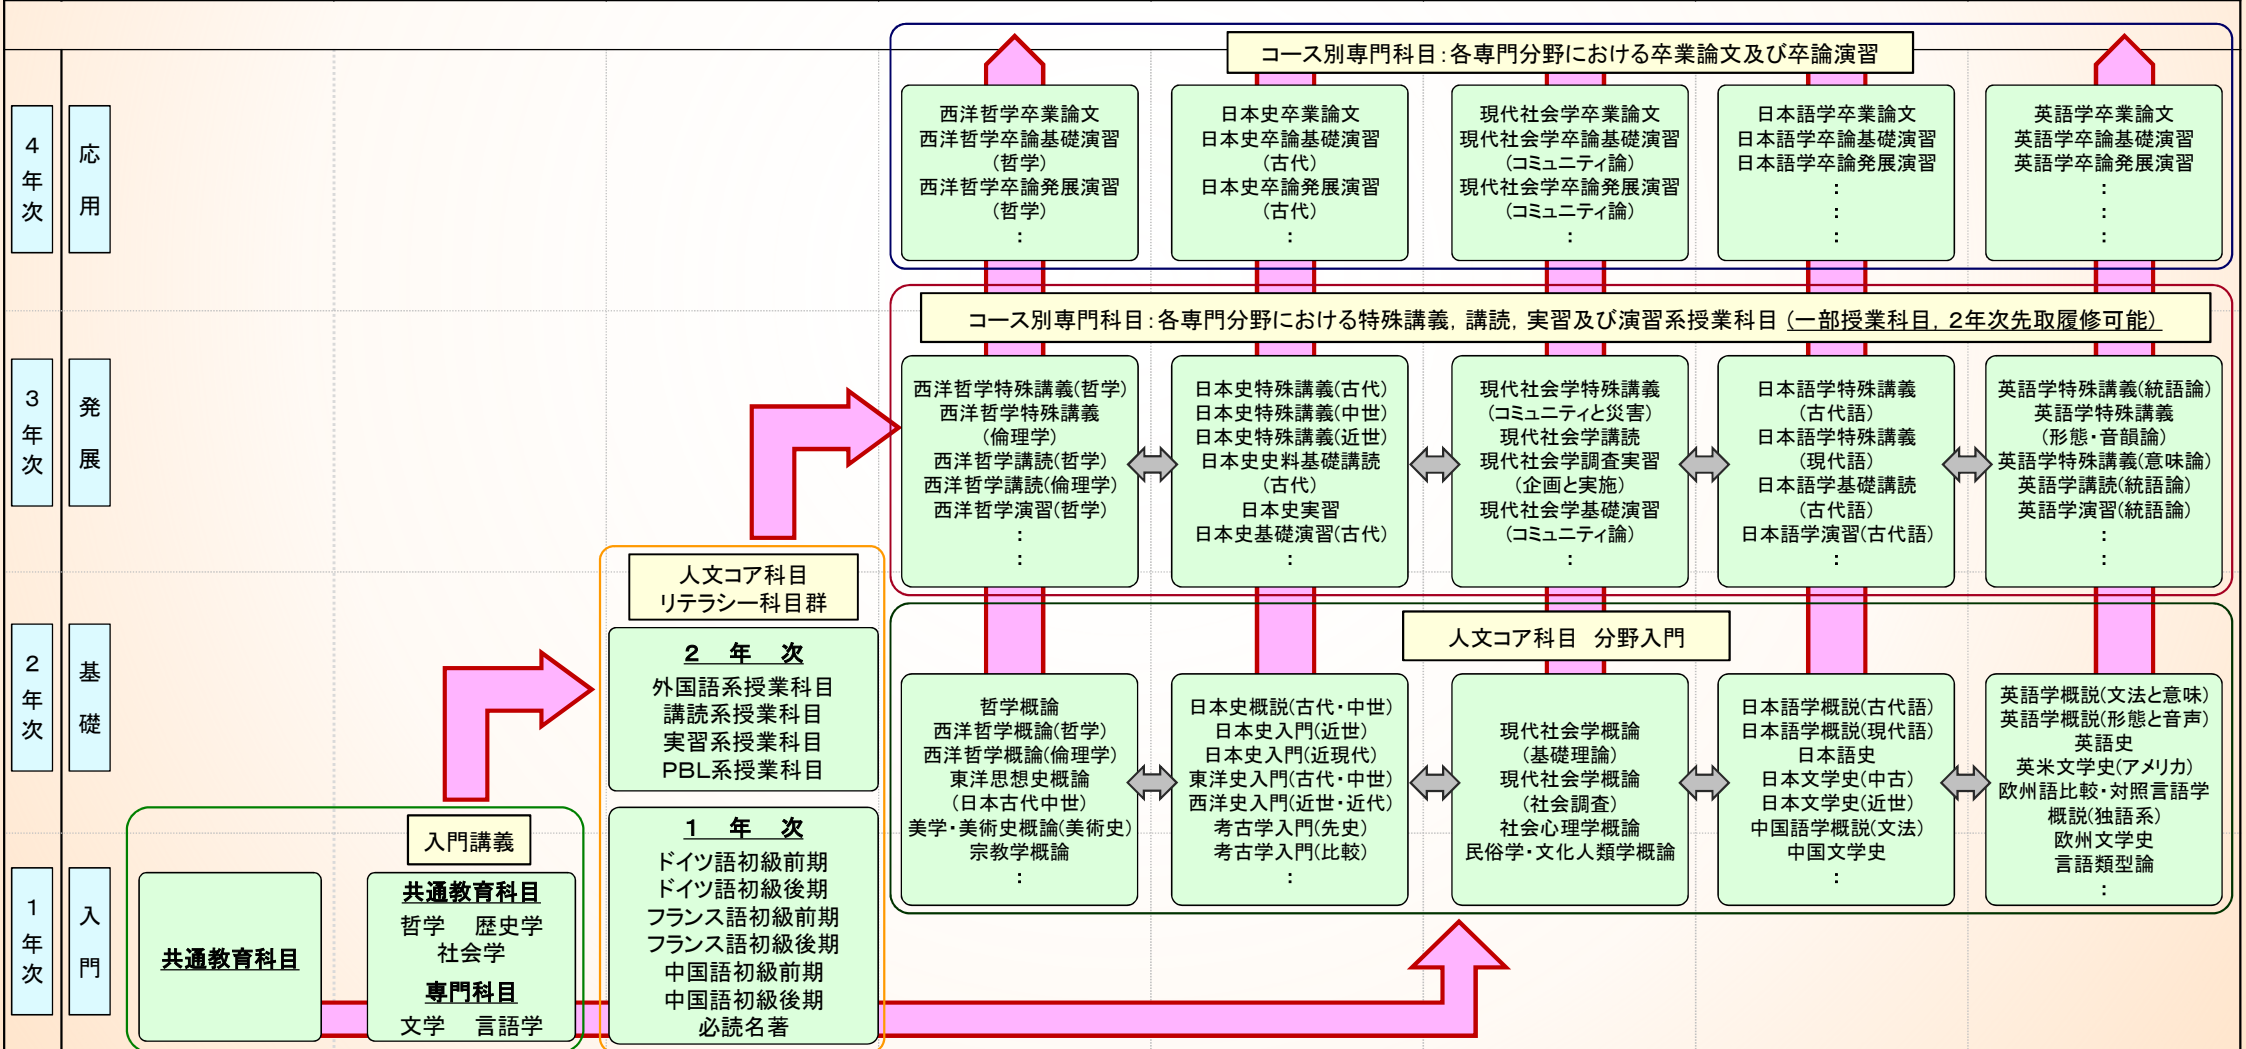 コース別専門科目：各専門分野における卒業論文及び卒論演習
4年次
応用
西洋哲学卒業論文
西洋哲学卒論基礎演習
(哲学)
西洋哲学卒論発展演習
(哲学)
：
日本史卒業論文
日本史卒論基礎演習
(古代)
日本史卒論発展演習
(古代)
：
現代社会学卒業論文
現代社会学卒論基礎演習
(コミュニティ論)
現代社会学卒論発展演習
(コミュニティ論)
：
日本語学卒業論文
日本語学卒論基礎演習
日本語学卒論発展演習
：
：
：
英語学卒業論文
英語学卒論基礎演習
英語学卒論発展演習
：
：
：
コース別専門科目：各専門分野における特殊講義，講読，実習及び演習系授業科目 (一部授業科目，2年次先取履修可能)
3年次
発展
西洋哲学特殊講義(哲学)
西洋哲学特殊講義
(倫理学)
西洋哲学講読(哲学)
西洋哲学講読(倫理学)
西洋哲学演習(哲学)
：
：
日本史特殊講義(古代)
日本史特殊講義(中世)
日本史特殊講義(近世)
日本史史料基礎講読
(古代)
日本史実習
日本史基礎演習(古代)
：
現代社会学特殊講義
(コミュニティと災害)
現代社会学講読
現代社会学調査実習
(企画と実施)
現代社会学基礎演習
(コミュニティ論)
：
日本語学特殊講義
(古代語)
日本語学特殊講義
(現代語)
日本語学基礎講読
(古代語)
日本語学演習(古代語)
：
英語学特殊講義(統語論)
英語学特殊講義
(形態・音韻論)
英語学特殊講義(意味論)
英語学講読(統語論)
英語学演習(統語論)
：
：
人文コア科目
リテラシー科目群
人文コア科目　分野入門
2年次
基礎
2　年　次
外国語系授業科目
講読系授業科目
実習系授業科目
PBL系授業科目
哲学概論
西洋哲学概論(哲学)
西洋哲学概論(倫理学)
東洋思想史概論
(日本古代中世)
美学・美術史概論(美術史)
宗教学概論
：
日本史概説(古代・中世)
日本史入門(近世)
日本史入門(近現代)
東洋史入門(古代・中世)
西洋史入門(近世・近代)
考古学入門(先史)
考古学入門(比較)
：
現代社会学概論
(基礎理論)
現代社会学概論
(社会調査)
社会心理学概論
民俗学・文化人類学概論
日本語学概説(古代語)
日本語学概説(現代語)
日本語史
日本文学史(中古)
日本文学史(近世)
中国語学概説(文法)
中国文学史
：
英語学概説(文法と意味)
英語学概説(形態と音声)
英語史
英米文学史(アメリカ)
欧州語比較・対照言語学
概説(独語系)
欧州文学史
言語類型論
：
1年次
入門
入門講義
共通教育科目
共通教育科目
哲学　歴史学
社会学
専門科目
文学　言語学
1　年　次
ドイツ語初級前期
ドイツ語初級後期
フランス語初級前期
フランス語初級後期
中国語初級前期
中国語初級後期
必読名著